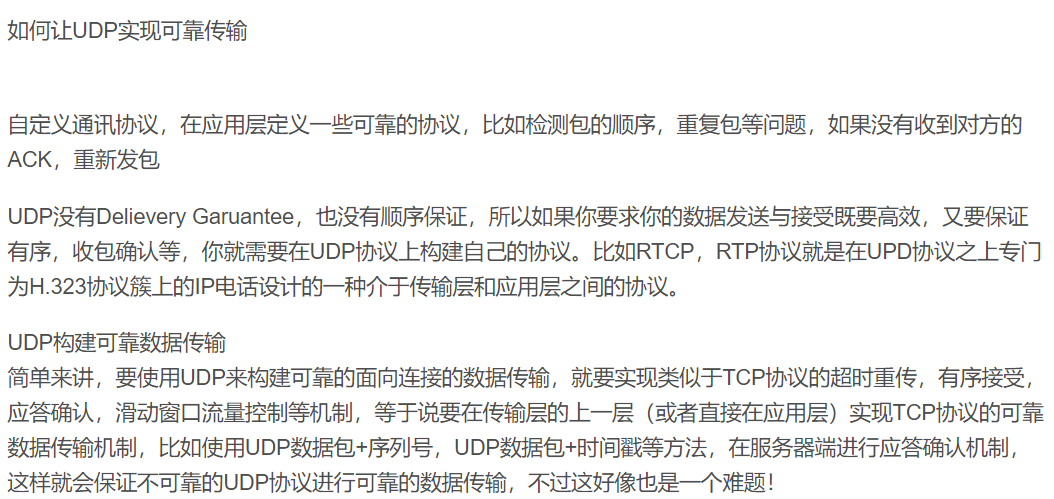 如何让UDP实现可靠传输
自定义通讯协议，在应用层定义一些可靠的协议，比如检测包的顺序，重复包等问题，如果没有收到对方的
ACK，重新发包
UDP没有Delievery Garuantee，也没有顺序保证，所以如果你要求你的数据发送与接受既要高效，又要保证
有序，收包确认等，你就需要在UDP协议上构建自己的协议。比如RTCP，RTP协议就是在UPD协议之上专门
为H.323协议簇上的IP电话设计的一种介于传输层和应用层之间的协议。
UDP构建可靠数据传输
简单来讲，要使用UDP来构建可靠的面向连接的数据传输，就要实现类似于TCP协议的超时重传，有序接受，
应答确认，滑动窗口流量控制等机制，等于说要在传输层的上一层（或者直接在应用层）实现TCP协议的可靠
数据传输机制，比如使用UDP数据包+序列号，UDP数据包+时间戳等方法，在服务器端进行应答确认机制，
这样就会保证不可靠的UDP协议进行可靠的数据传输，不过这好像也是一个难题！